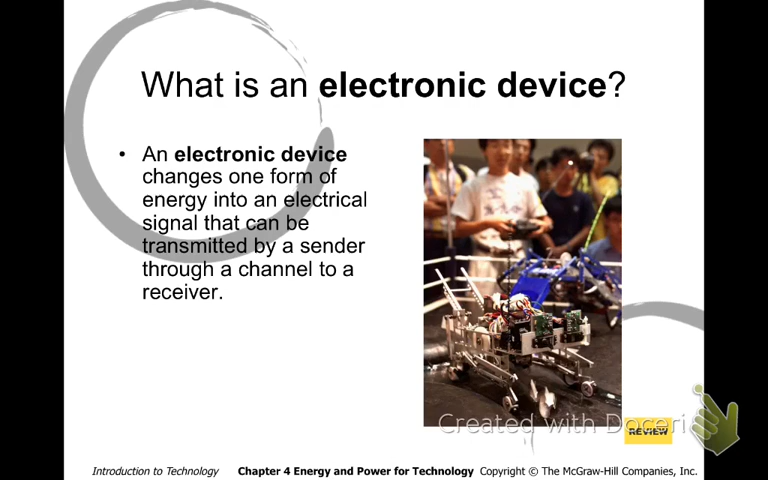 What is an electronic device?
• An electronic device
changes one form of
energy into an electrical
signal that can be
transmitted by a sender
through a channel to a
receiver.
Created with Doceri
REVIEW
Introduction to Technology Chapter 4 Energy and Power for Technology Copyright © The McGraw-Hill Companies, Inc.